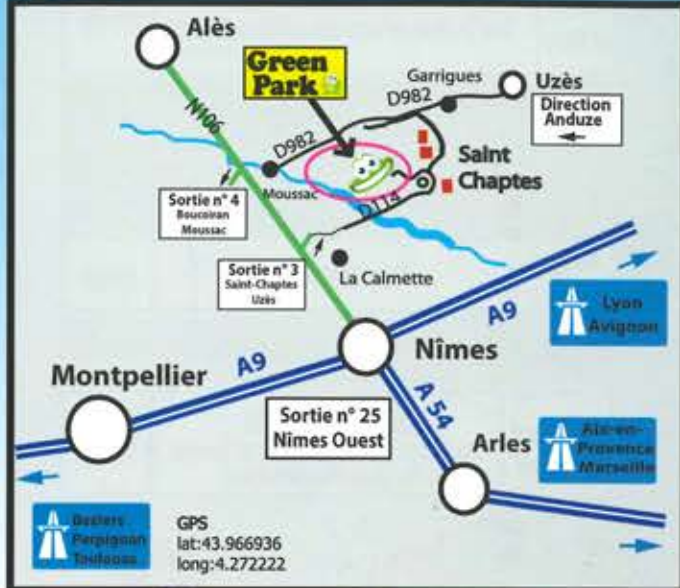 Alès
Green
Park
N106
Garrigues
D982
Uzès
Direction
Anduze
D982
Moussac
Saint
Chaptes
D114
Sortie n° 4
Boucoiran
Moussac
Sortie n° 3
Saint-Chaptes
Uzès
La Calmette
Lyon
Avignon
A9
Nîmes
A9
Montpellier
Sortie n° 25
Nîmes Ouest
A 54
Arles
Aix-en-
Provence
Marseille
Beziers
Perpignan
Toulouse
GPS
lat:43.966936
long:4.272222